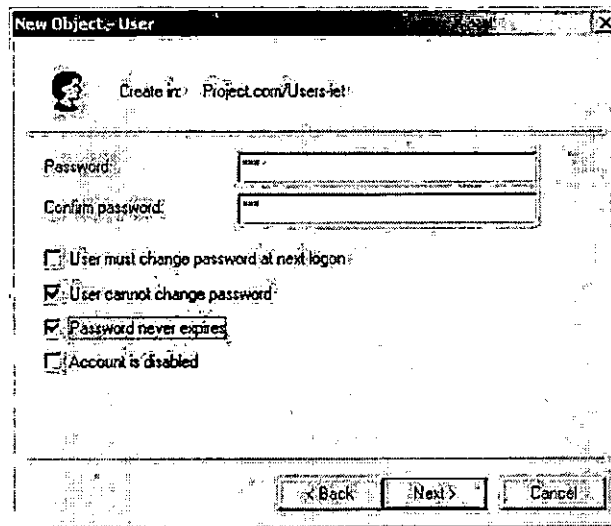 New Object - User
Create in: Project.com/Users-iet
Password:
Confirm password:
User must change password at next logon
User cannot change password
Password never expires
Account is disabled
< Back Next > Cancel